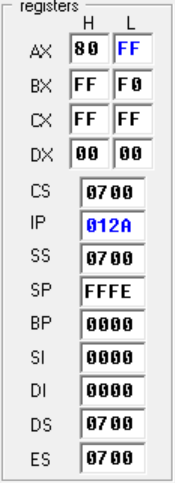 registers
H L
AX 80 FF
BX FF F0
CX FF FF
DX 00 00
CS 0700
IP 012A
SS 0700
SP FFFE
BP 0000
SI 0000
DI 0000
DS 0700
ES 0700